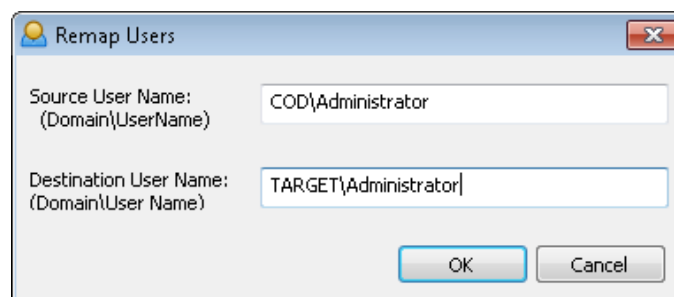 Remap Users
Source User Name:
COD\Administrator
(Domain\UserName)
Destination User Name:
TARGET\Administrator
(Domain\User Name)
OK
Cancel